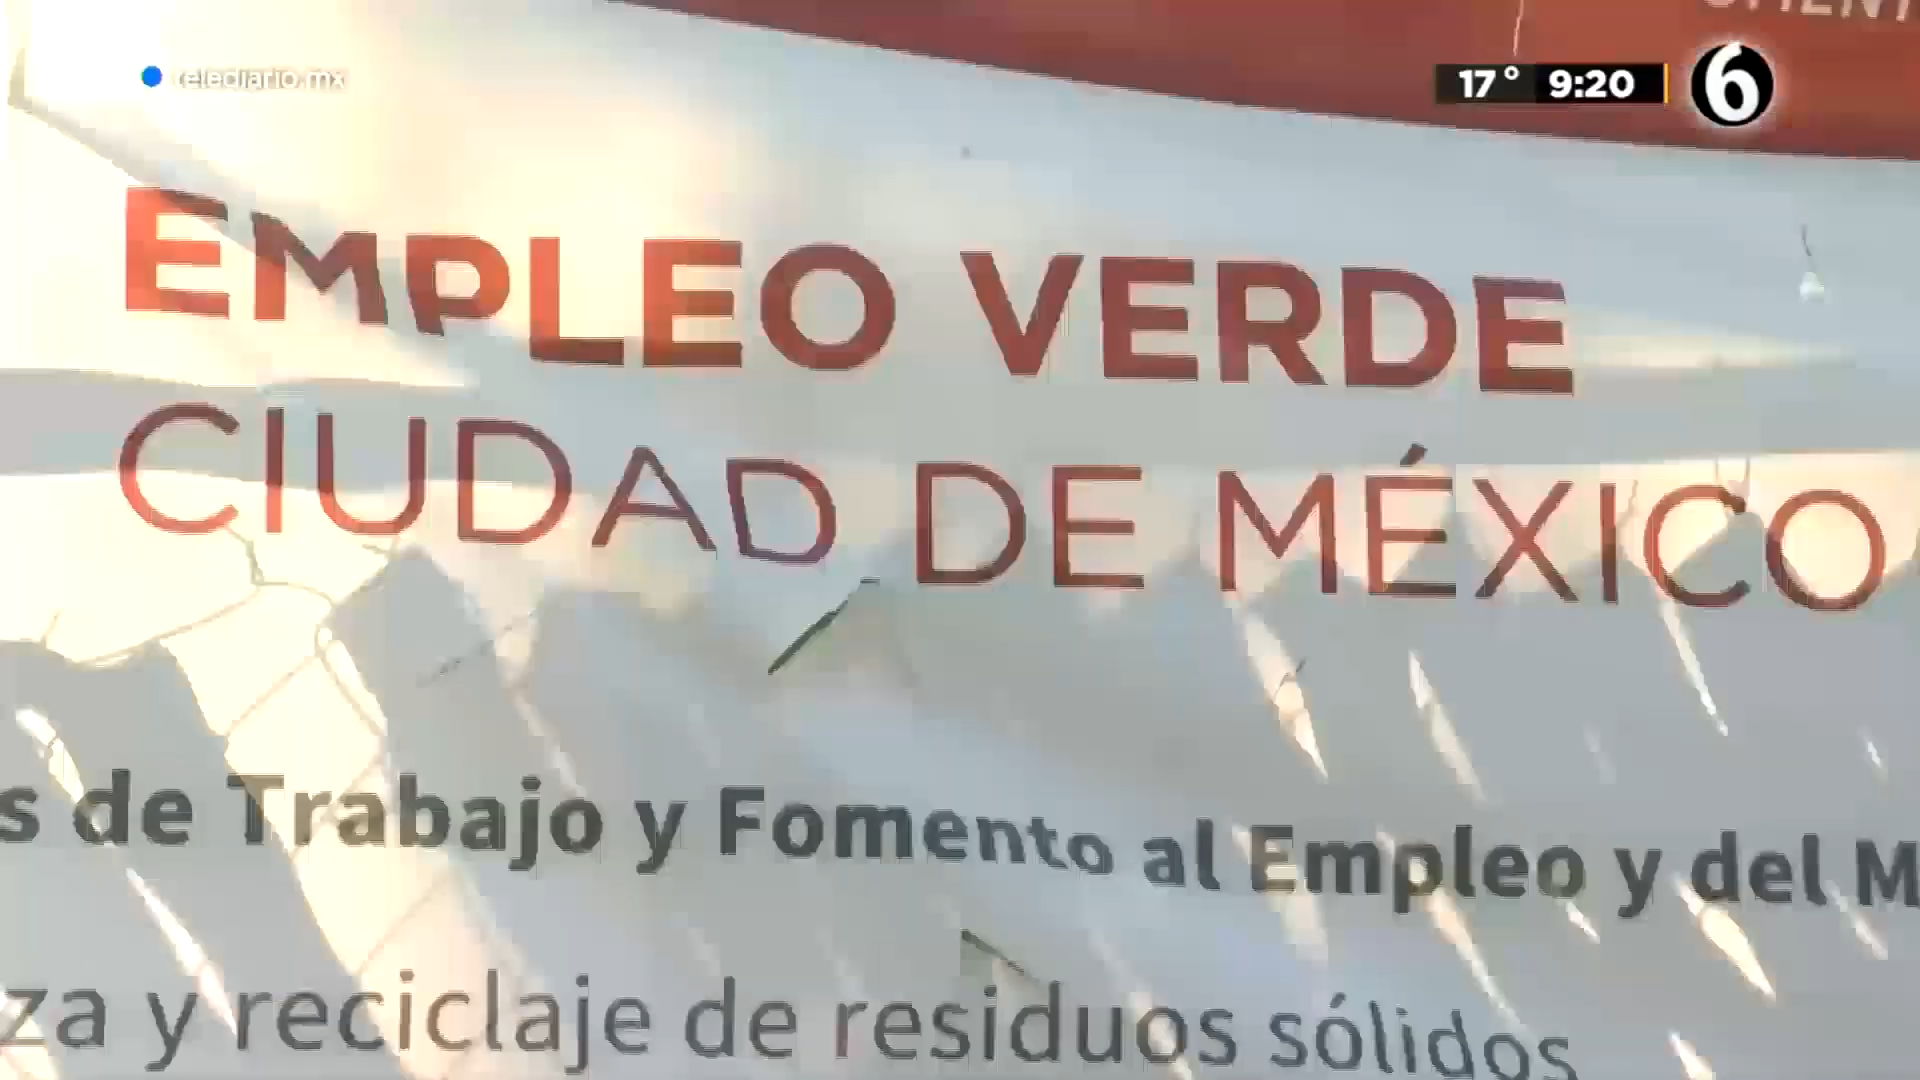 telediario.mx
17° 9:20 6
EMPLEO VERDE
CIUDAD DE MÉXICO
s de Trabajo y Fomento al Empleo y del M
za y reciclaje de residuos sólidos